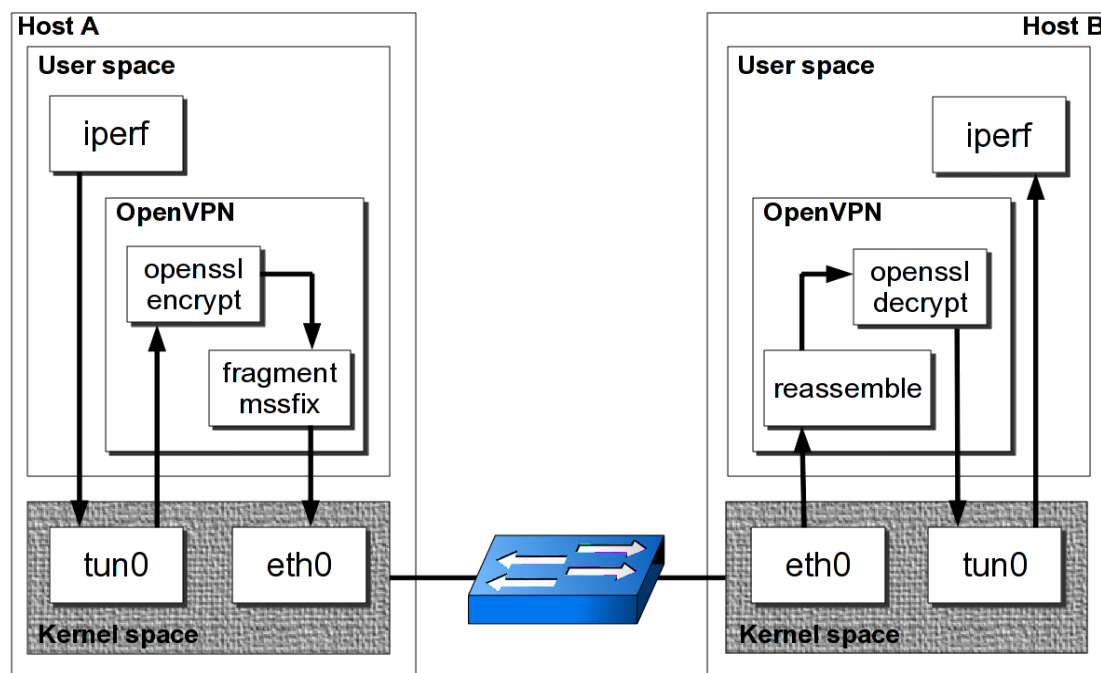 Host A
User space
iperf
OpenVPN
openssl
encrypt
fragment
mssfix
tun0
eth0
Kernel space
Host B
User space
iperf
OpenVPN
openssl
decrypt
reassemble
eth0
tun0
Kernel space